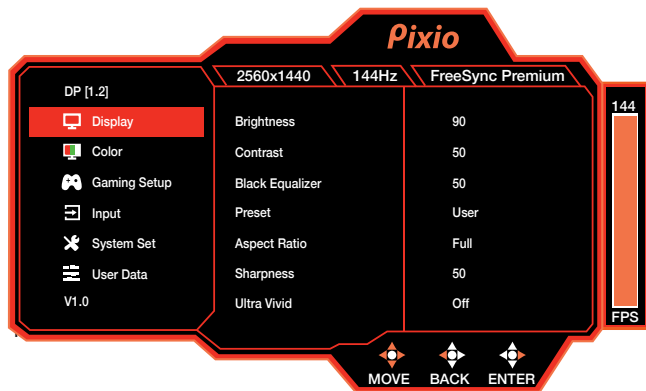 Pixio
2560x1440 144Hz FreeSync Premium
DP [1.2]
144
Display Brightness 90
Color Contrast 50
Gaming Setup Black Equalizer 50
Input Preset User
System Set Aspect Ratio Full
User Data Sharpness 50
V1.0 Ultra Vivid Off
FPS
MOVE BACK ENTER